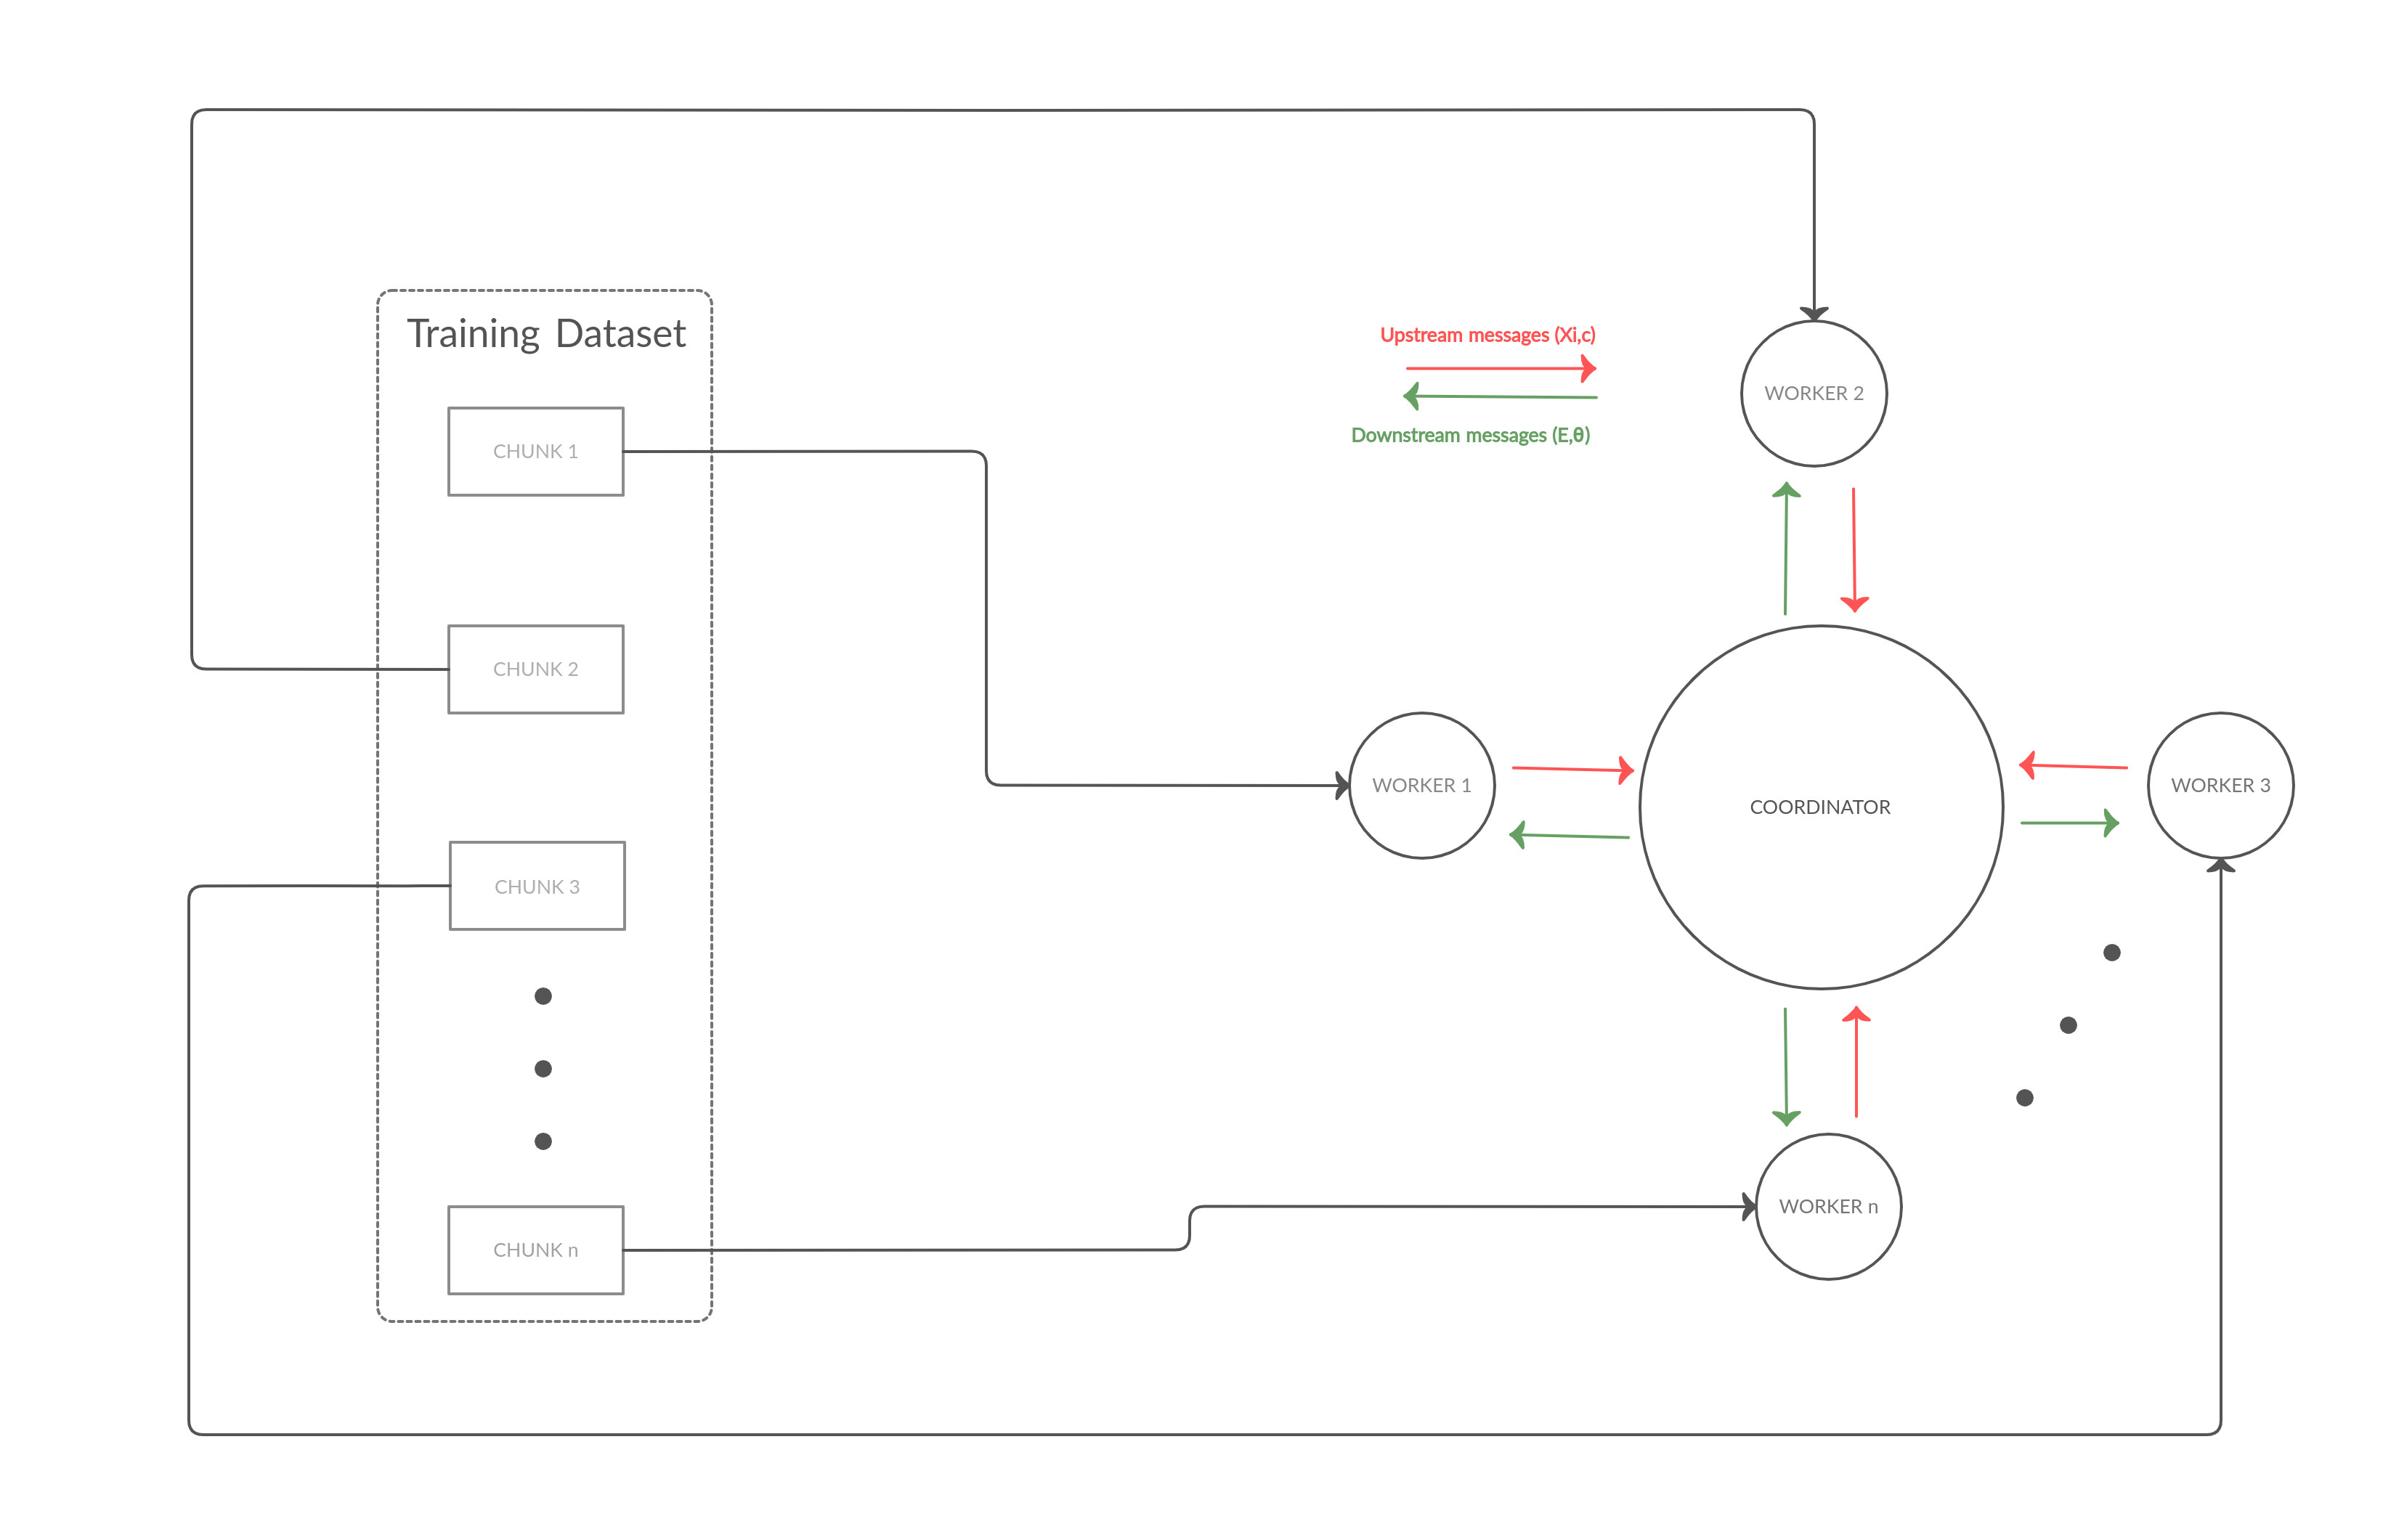 Training Dataset
CHUNK 1
CHUNK 2
CHUNK 3
CHUNK n
Upstream messages (Xi,c)
Downstream messages (E,θ)
WORKER 2
WORKER 1
COORDINATOR
WORKER 3
WORKER n